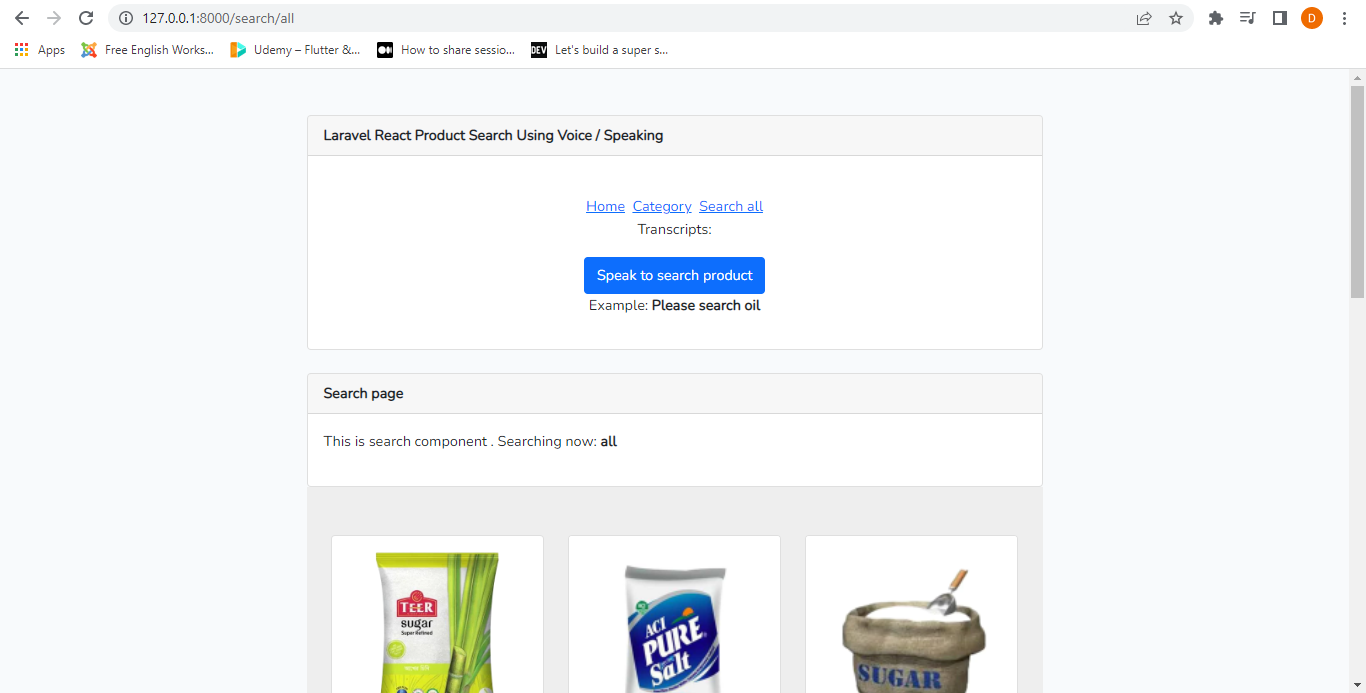 127.0.0.1:8000/search/all
D
Apps
Free English Works...
Udemy – Flutter &...
How to share sessio...
DEV
Let's build a super s...
Laravel React Product Search Using Voice / Speaking
Home Category Search all
Transcripts:
Speak to search product
Example: Please search oil
Search page
This is search component . Searching now: all
TEER
sugar
Super Refined
ACI
PURE
Salt
SUGAR